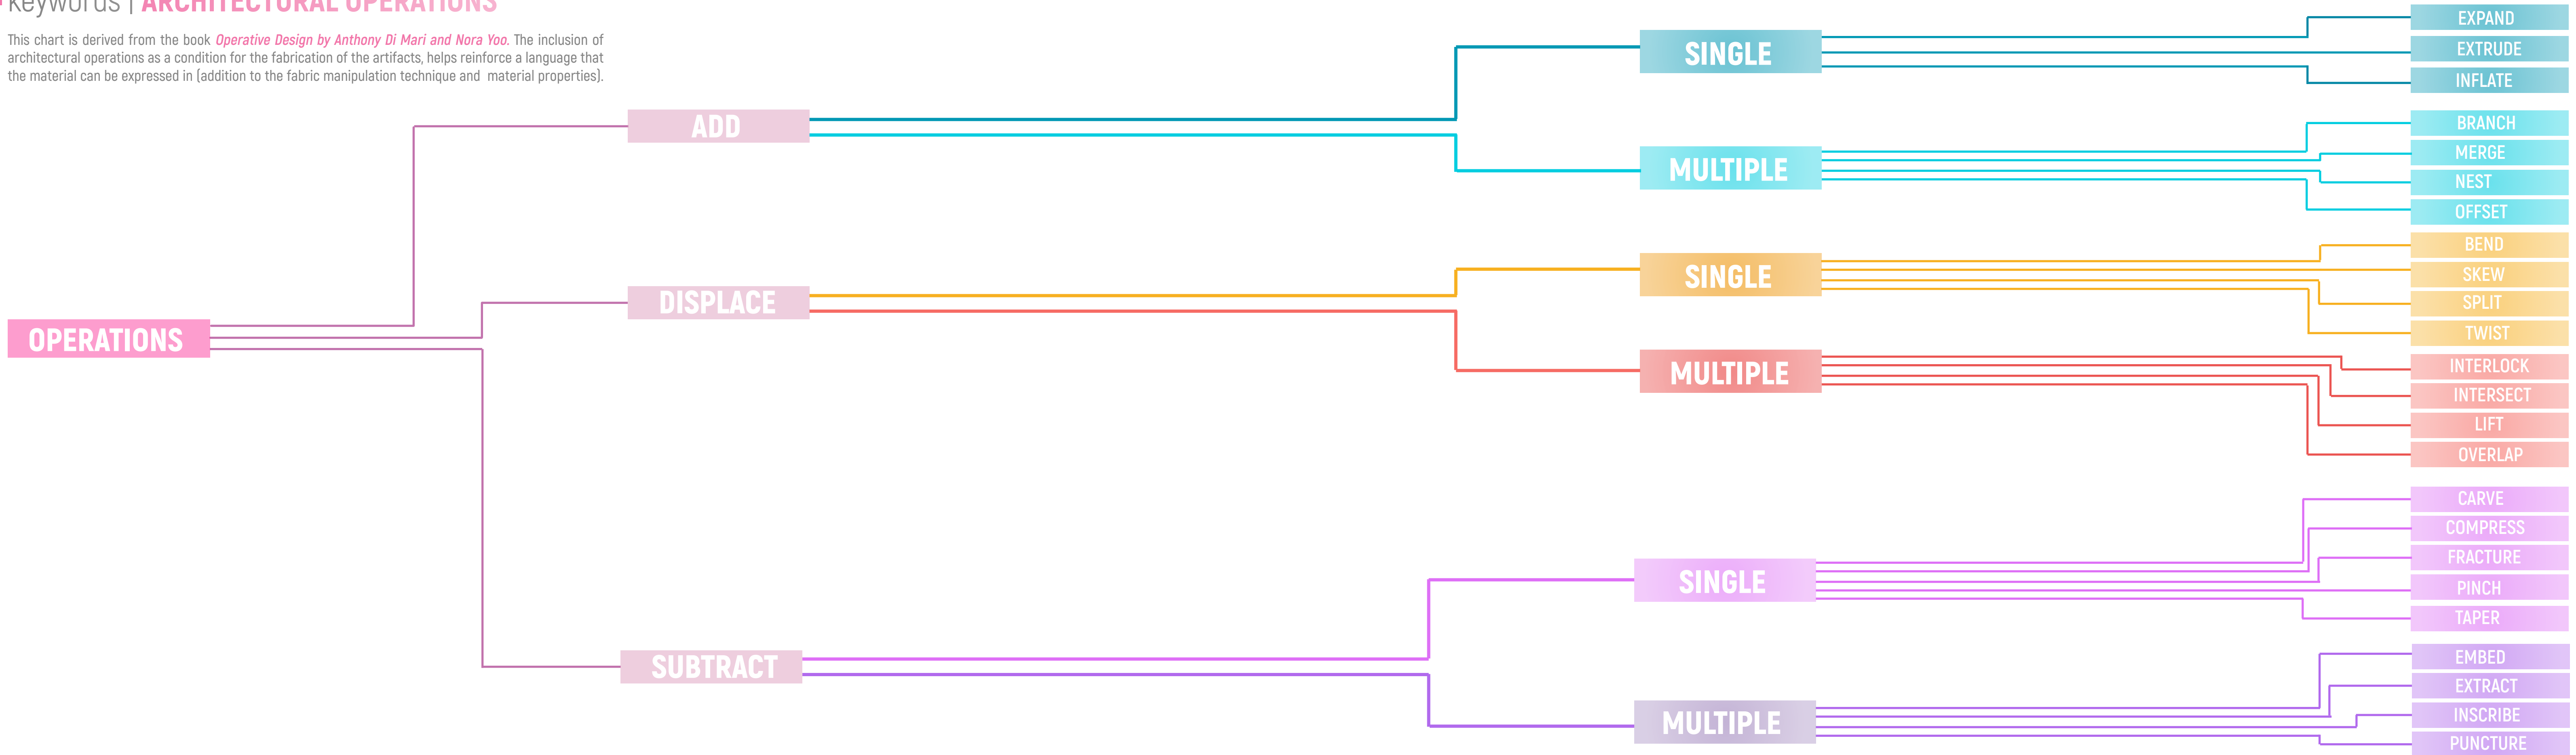 keywords | ARCHITECTURAL OPERATIONS
This chart is derived from the book Operative Design by Anthony Di Mari and Nora Yoo. The inclusion of
architectural operations as a condition for the fabrication of the artifacts, helps reinforce a language that
the material can be expressed in (addition to the fabric manipulation technique and material properties).
OPERATIONS
ADD
SINGLE
EXPAND
EXTRUDE
INFLATE
MULTIPLE
BRANCH
MERGE
NEST
OFFSET
DISPLACE
SINGLE
BEND
SKEW
SPLIT
TWIST
MULTIPLE
INTERLOCK
INTERSECT
LIFT
OVERLAP
SUBTRACT
SINGLE
CARVE
COMPRESS
FRACTURE
PINCH
TAPER
MULTIPLE
EMBED
EXTRACT
INSCRIBE
PUNCTURE